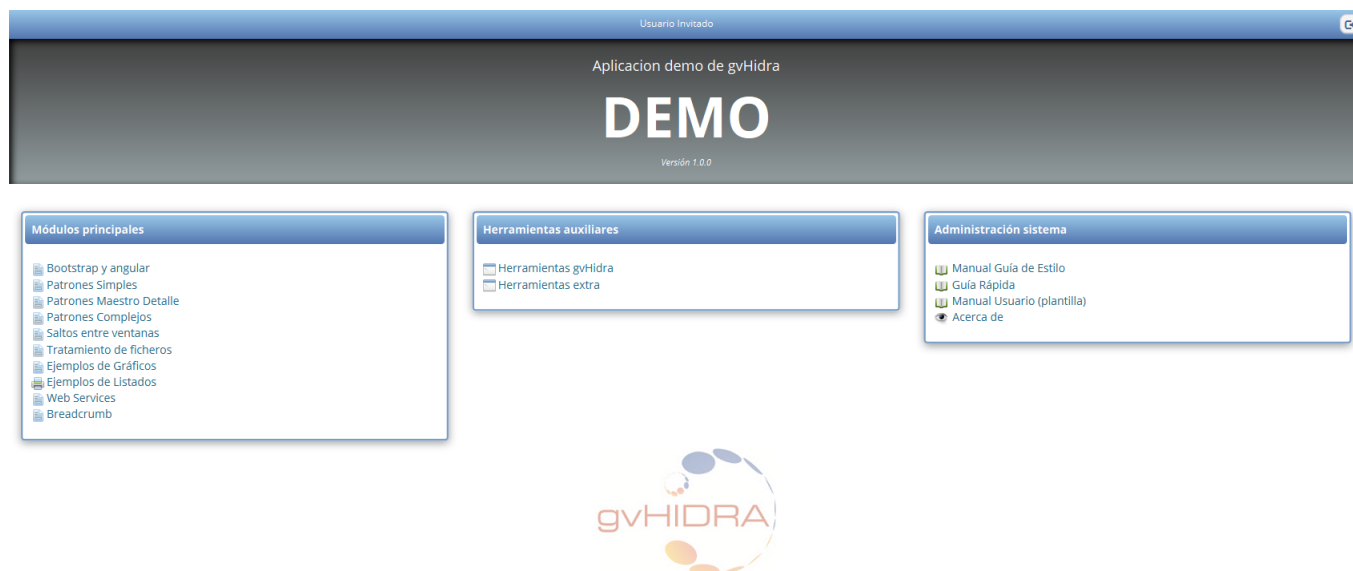 Usuario Invitado
Aplicacion demo de gvHidra
DEMO
Versión 1.0.0
Módulos principales
Bootstrap y angular
Patrones Simples
Patrones Maestro Detalle
Patrones Complejos
Saltos entre ventanas
Tratamiento de ficheros
Ejemplos de Gráficos
Ejemplos de Listados
Web Services
Breadcrumb
Herramientas auxiliares
Herramientas gvHidra
Herramientas extra
Administración sistema
Manual Guía de Estilo
Guía Rápida
Manual Usuario (plantilla)
Acerca de
gvHIDRA